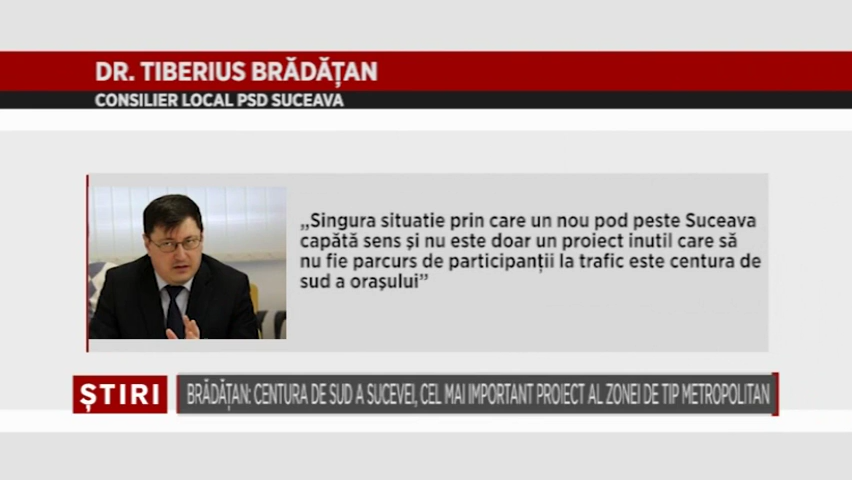 DR. TIBERIUS BRĂDĂȚAN
CONSILIER LOCAL PSD SUCEAVA
„Singura situatie prin care un nou pod peste Suceava
capătă sens și nu este doar un proiect inutil care să
nu fie parcurs de participanții la trafic este centura de
sud a orașului”
ȘTIRI
BRĂDĂȚAN: CENTURA DE SUD A SUCEVEI, CEL MAI IMPORTANT PROIECT AL ZONEI DE TIP METROPOLITAN